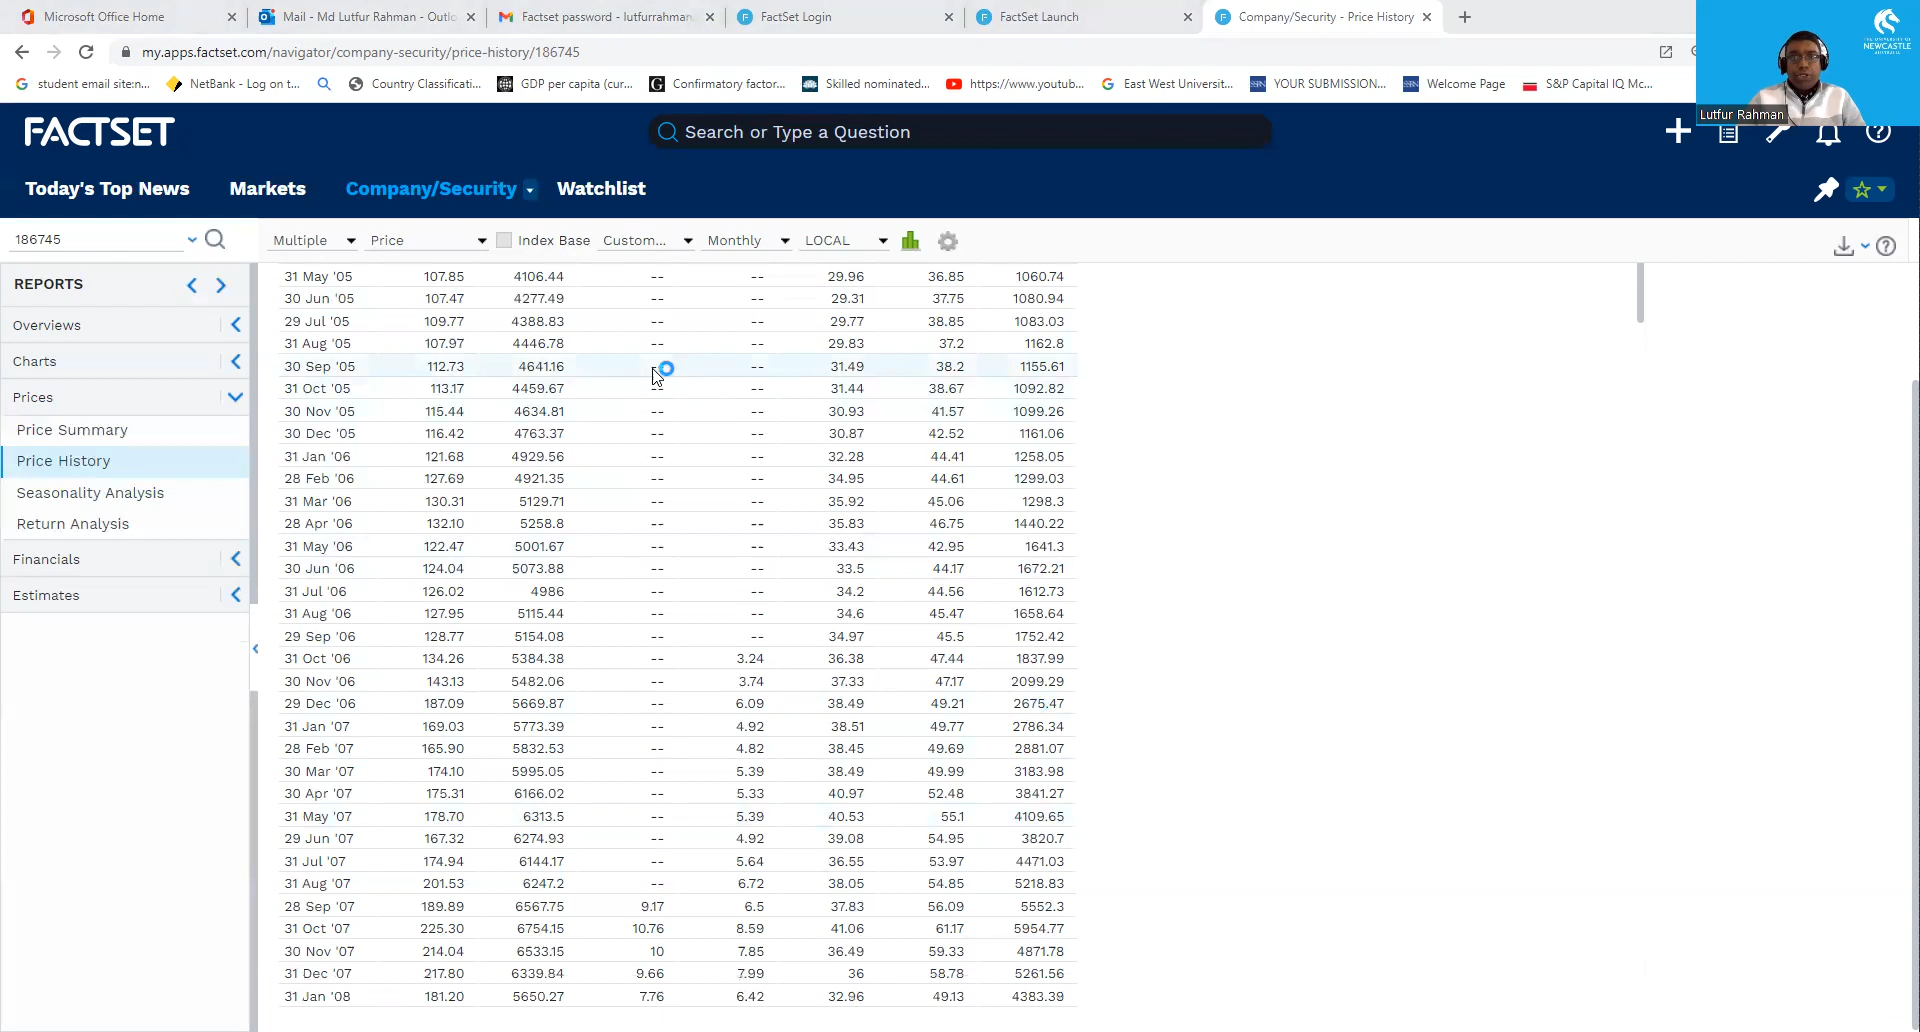 Microsoft Office Home
Mail - Md Lutfur Rahman - Outlo
Factset password - lutfurrahman
FactSet Login
FactSet Launch
Company/Security - Price History
my.apps.factset.com/navigator/company-security/price-history/186745
student email site:n...
NetBank - Log on t...
Country Classificati...
GDP per capita (cur...
Confirmatory factor...
Skilled nominated...
https://www.youtub...
East West Universit...
YOUR SUBMISSION...
Welcome Page
S&P Capital IQ Mc...
THE UNIVERSITY OF
NEWCASTLE
AUSTRALIA
Lutfur Rahman
FACTSET
Search or Type a Question
Today's Top News
Markets
Company/Security
Watchlist
186745
Multiple
Price
Index Base
Custom...
Monthly
LOCAL
REPORTS
Overviews
Charts
Prices
Price Summary
Price History
Seasonality Analysis
Return Analysis
Financials
Estimates
31 May '05 107.85 4106.44 -- -- 29.96 36.85 1060.74
30 Jun '05 107.47 4277.49 -- -- 29.31 37.75 1080.94
29 Jul '05 109.77 4388.83 -- -- 29.77 38.85 1083.03
31 Aug '05 107.97 4446.78 -- -- 29.83 37.2 1162.8
30 Sep '05 112.73 4641.16 -- 31.49 38.2 1155.61
31 Oct '05 113.17 4459.67 -- -- 31.44 38.67 1092.82
30 Nov '05 115.44 4634.81 -- -- 30.93 41.57 1099.26
30 Dec '05 116.42 4763.37 -- -- 30.87 42.52 1161.06
31 Jan '06 121.68 4929.56 -- -- 32.28 44.41 1258.05
28 Feb '06 127.69 4921.35 -- -- 34.95 44.61 1299.03
31 Mar '06 130.31 5129.71 -- -- 35.92 45.06 1298.3
28 Apr '06 132.10 5258.8 -- -- 35.83 46.75 1440.22
31 May '06 122.47 5001.67 -- -- 33.43 42.95 1641.3
30 Jun '06 124.04 5073.88 -- -- 33.5 44.17 1672.21
31 Jul '06 126.02 4986 -- -- 34.2 44.56 1612.73
31 Aug '06 127.95 5115.44 -- -- 34.6 45.47 1658.64
29 Sep '06 128.77 5154.08 -- -- 34.97 45.5 1752.42
31 Oct '06 134.26 5384.38 -- 3.24 36.38 47.44 1837.99
30 Nov '06 143.13 5482.06 -- 3.74 37.33 47.17 2099.29
29 Dec '06 187.09 5669.87 -- 6.09 38.49 49.21 2675.47
31 Jan '07 169.03 5773.39 -- 4.92 38.51 49.77 2786.34
28 Feb '07 165.90 5832.53 -- 4.82 38.45 49.69 2881.07
30 Mar '07 174.10 5995.05 -- 5.39 38.49 49.99 3183.98
30 Apr '07 175.31 6166.02 -- 5.33 40.97 52.48 3841.27
31 May '07 178.70 6313.5 -- 5.39 40.53 55.1 4109.65
29 Jun '07 167.32 6274.93 -- 4.92 39.08 54.95 3820.7
31 Jul '07 174.94 6144.17 -- 5.64 36.55 53.97 4471.03
31 Aug '07 201.53 6247.2 -- 6.72 38.05 54.85 5218.83
28 Sep '07 189.89 6567.75 9.17 6.5 37.83 56.09 5552.3
31 Oct '07 225.30 6754.15 10.76 8.59 41.06 61.17 5954.77
30 Nov '07 214.04 6533.15 10 7.85 36.49 59.33 4871.78
31 Dec '07 217.80 6339.84 9.66 7.99 36 58.78 5261.56
31 Jan '08 181.20 5650.27 7.76 6.42 32.96 49.13 4383.39